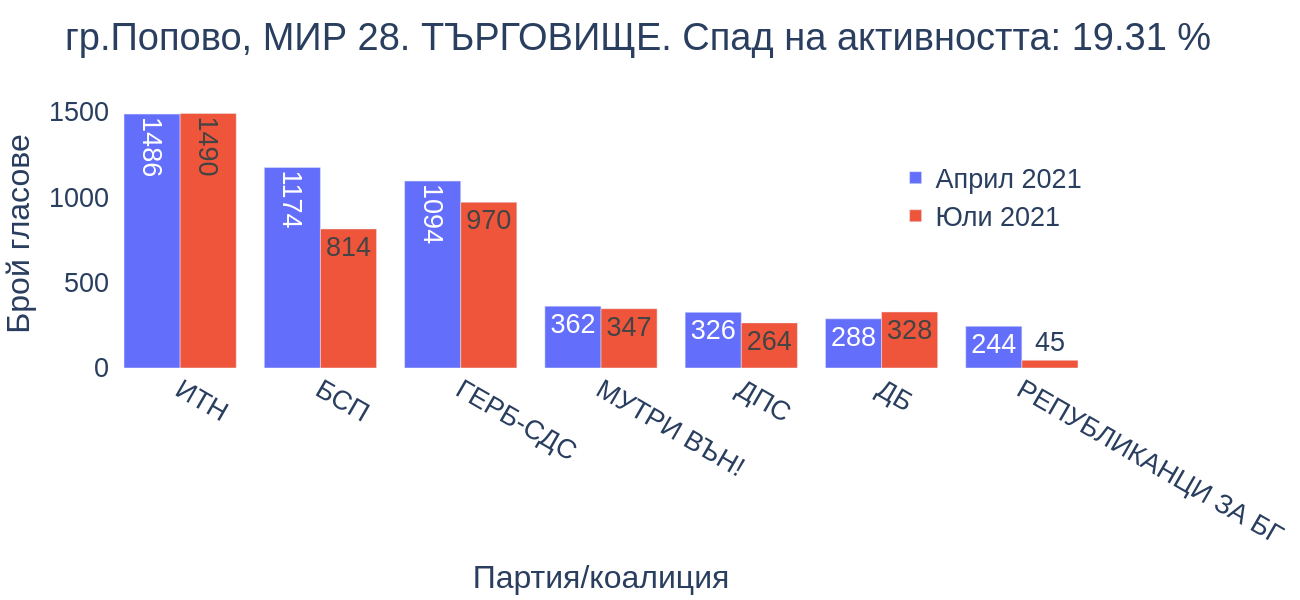 гр.Попово, МИР 28. ТЪРГОВИЩЕ. Спад на активността: 19.31 %
Брой гласове
1500
1000
500
0
1486
1490
1174
814
1094
970
362
347
326
264
288
328
244
45
Април 2021
Юли 2021
ИТН
БСП
ГЕРБ-СДС
МУТРИ ВЪН!
ДПС
ДБ
РЕПУБЛИКАНЦИ ЗА БГ
Партия/коалиция